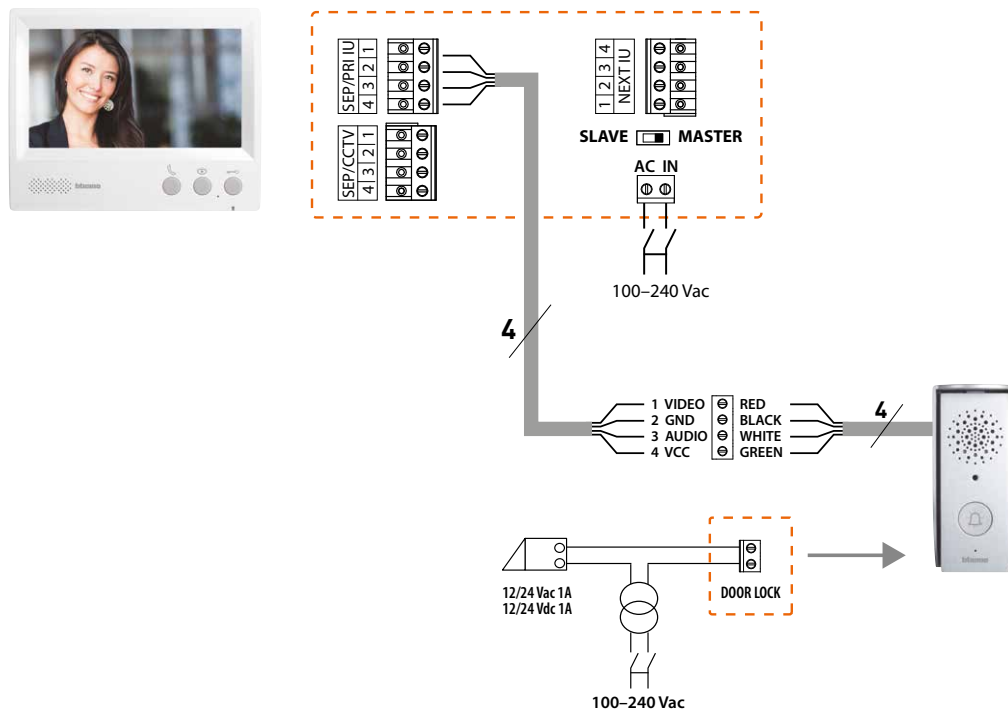 SEP/PRI IU
4 3 2 1
1 2 3 4
NEXT IU
SEP/CCTV
4 3 2 1
SLAVE MASTER
AC IN
100–240 Vac
4
1 VIDEO RED
2 GND BLACK
3 AUDIO WHITE
4 VCC GREEN
4
12/24 Vac 1A
12/24 Vdc 1A
DOOR LOCK
100–240 Vac